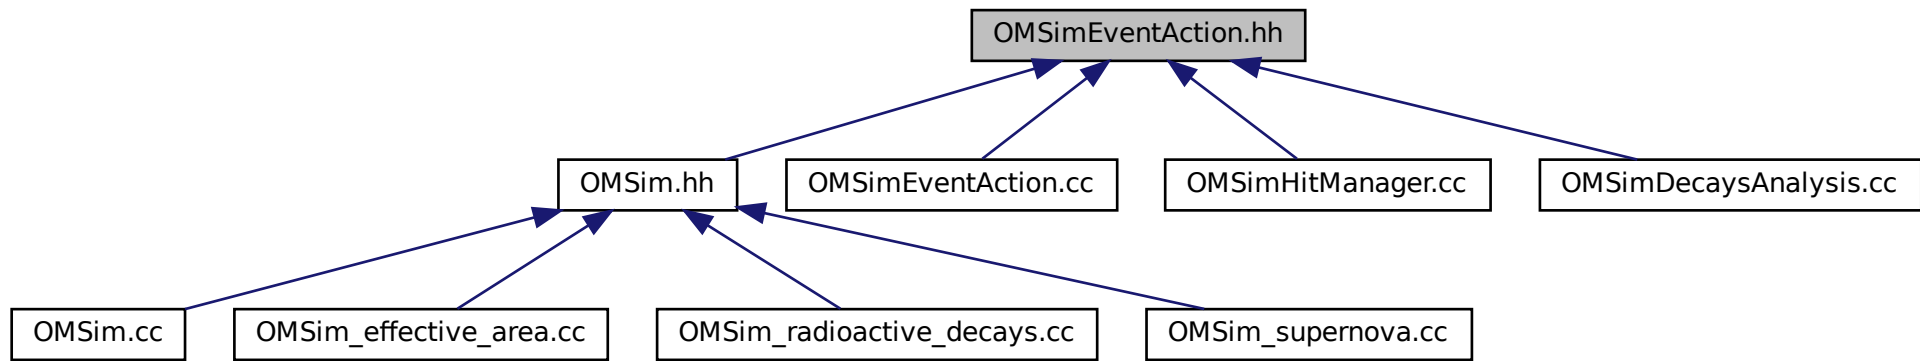 OMSimEventAction.hh
OMSim.hh
OMSimEventAction.cc
OMSimHitManager.cc
OMSimDecaysAnalysis.cc
OMSim.cc
OMSim_effective_area.cc
OMSim_radioactive_decays.cc
OMSim_supernova.cc